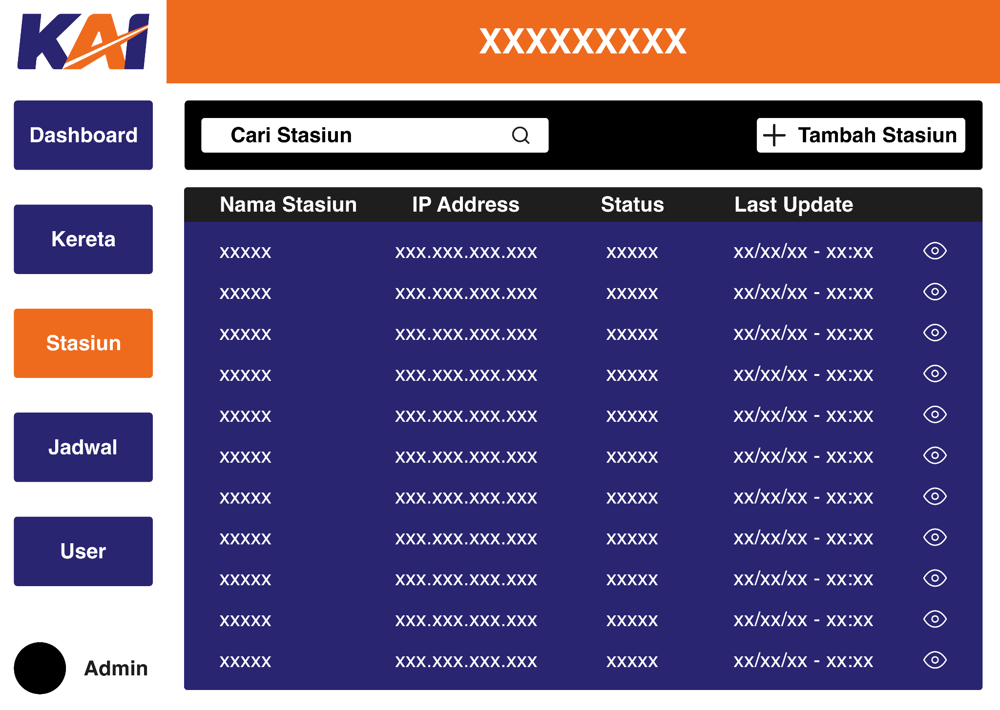 KAI
XXXXXXXXX
Dashboard
Kereta
Stasiun
Jadwal
User
Admin
Cari Stasiun
Tambah Stasiun
Nama Stasiun IP Address Status Last Update
xxxxx xxx.xxx.xxx.xxx xxxxx xx/xx/xx - xx:xx
xxxxx xxx.xxx.xxx.xxx xxxxx xx/xx/xx - xx:xx
xxxxx xxx.xxx.xxx.xxx xxxxx xx/xx/xx - xx:xx
xxxxx xxx.xxx.xxx.xxx xxxxx xx/xx/xx - xx:xx
xxxxx xxx.xxx.xxx.xxx xxxxx xx/xx/xx - xx:xx
xxxxx xxx.xxx.xxx.xxx xxxxx xx/xx/xx - xx:xx
xxxxx xxx.xxx.xxx.xxx xxxxx xx/xx/xx - xx:xx
xxxxx xxx.xxx.xxx.xxx xxxxx xx/xx/xx - xx:xx
xxxxx xxx.xxx.xxx.xxx xxxxx xx/xx/xx - xx:xx
xxxxx xxx.xxx.xxx.xxx xxxxx xx/xx/xx - xx:xx
xxxxx xxx.xxx.xxx.xxx xxxxx xx/xx/xx - xx:xx